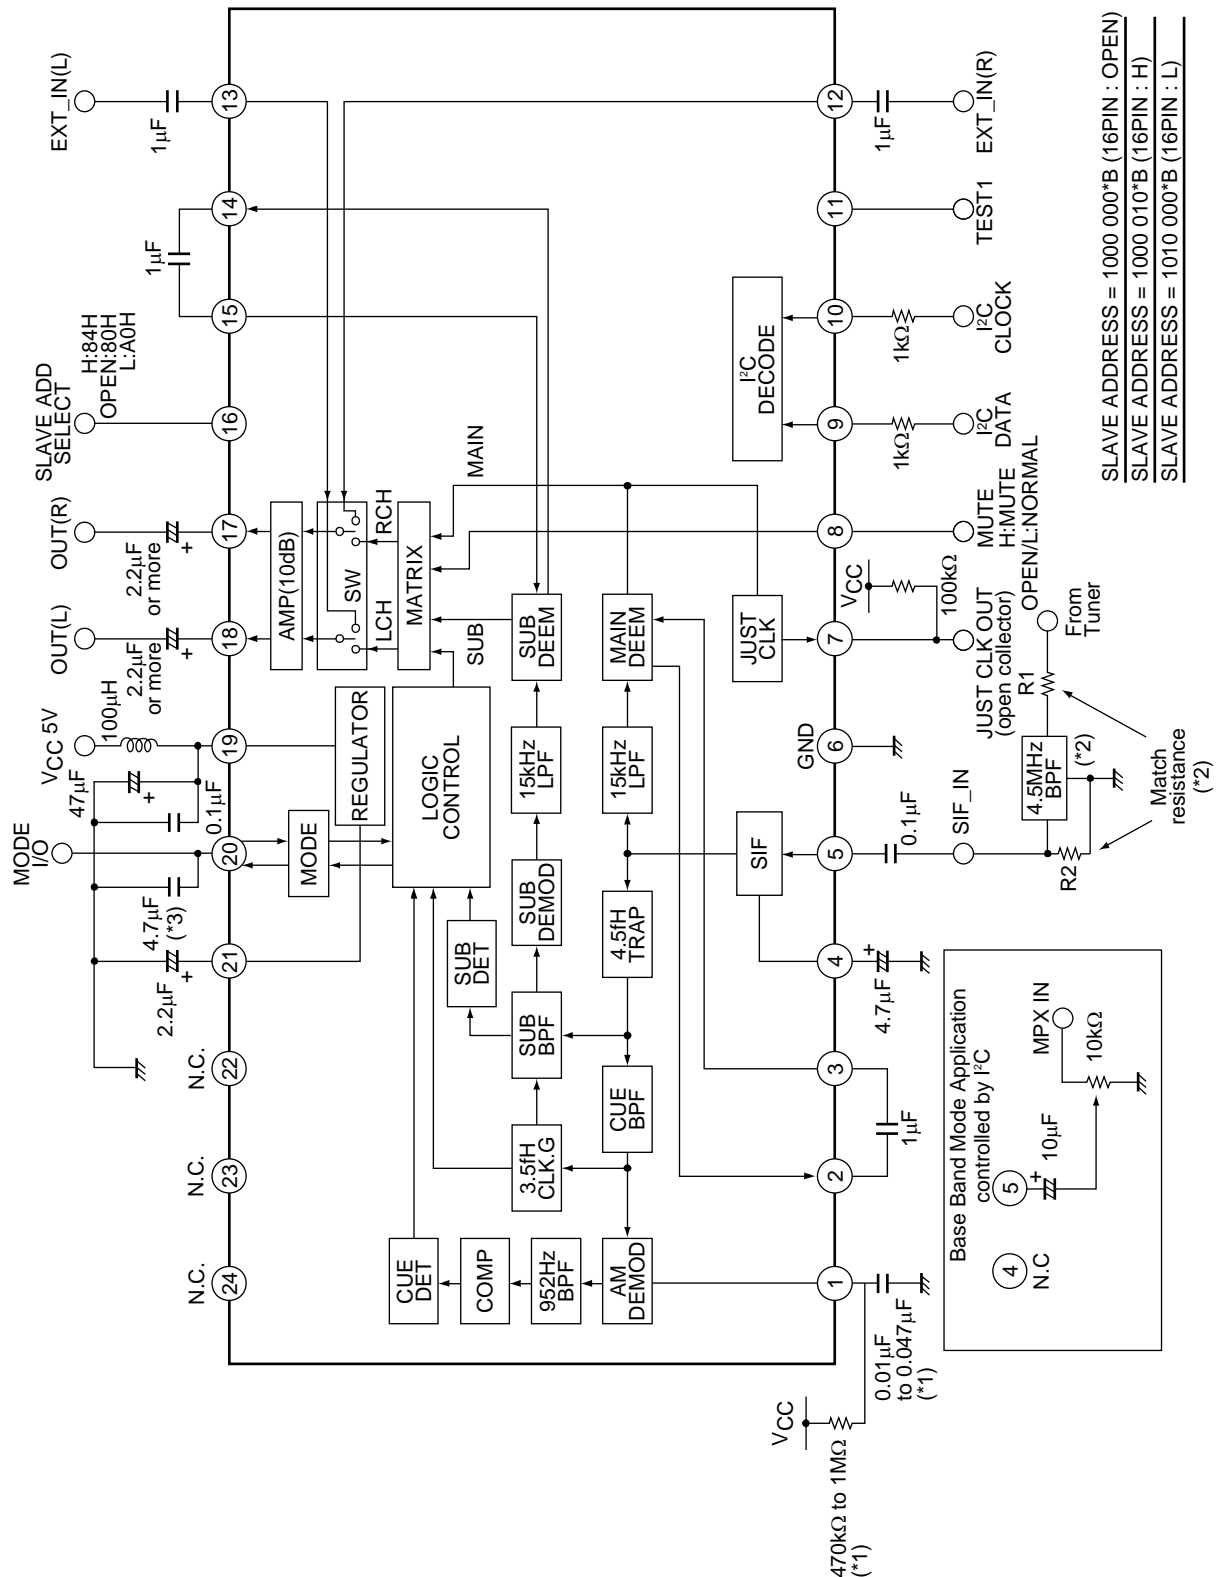 N.C.
24
N.C.
23
N.C.
22
2.2µF
+
21
4.7µF
(*3)
MODE
I/O
20
0.1µF
47µF
+
VCC 5V
100µH
19
OUT(L)
2.2µF
or more
+
18
OUT(R)
2.2µF
or more
+
17
SLAVE ADD
SELECT
H:84H
OPEN:80H
L:A0H
16
15
1µF
14
EXT_IN(L)
1µF
13
CUE
DET
COMP
952Hz
BPF
AM
DEMOD
3.5fH
CLK.G
CUE
BPF
SUB
BPF
SUB
DET
SUB
DEMOD
4.5fH
TRAP
MODE
REGULATOR
LOGIC
CONTROL
15kHz
LPF
15kHz
LPF
SIF
AMP(10dB)
SW
LCH
RCH
MATRIX
SUB
MAIN
SUB
DEEM
MAIN
DEEM
JUST
CLK
I²C
DECODE
VCC
470kΩ to 1MΩ
(*1)
1
0.01µF
to 0.047µF
(*1)
2
1µF
3
4
4.7µF
+
5
0.1µF
SIF_IN
R2
4.5MHz
BPF
(*2)
R1
From
Tuner
Match
resistance
(*2)
GND
6
7
VCC
100kΩ
JUST CLK OUT
(open collector)
8
MUTE
H:MUTE
OPEN/L:NORMAL
9
1kΩ
I²C
DATA
10
1kΩ
I²C
CLOCK
11
TEST1
12
1µF
EXT_IN(R)
Base Band Mode Application
controlled by I²C
4
N.C
5
+
10µF
MPX IN
10kΩ
SLAVE ADDRESS = 1000 000*B (16PIN : OPEN)
SLAVE ADDRESS = 1000 010*B (16PIN : H)
SLAVE ADDRESS = 1010 000*B (16PIN : L)